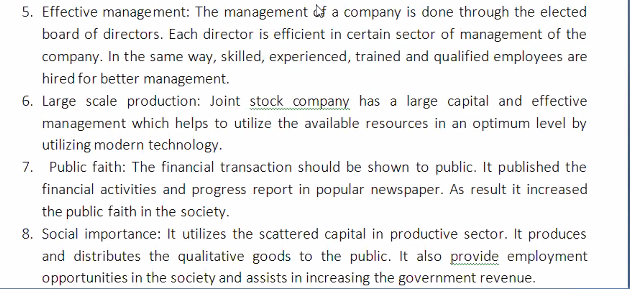 5. Effective management: The management of a company is done through the elected
board of directors. Each director is efficient in certain sector of management of the
company. In the same way, skilled, experienced, trained and qualified employees are
hired for better management.
6. Large scale production: Joint stock company has a large capital and effective
management which helps to utilize the available resources in an optimum level by
utilizing modern technology.
7. Public faith: The financial transaction should be shown to public. It published the
financial activities and progress report in popular newspaper. As result it increased
the public faith in the society.
8. Social importance: It utilizes the scattered capital in productive sector. It produces
and distributes the qualitative goods to the public. It also provide employment
opportunities in the society and assists in increasing the government revenue.